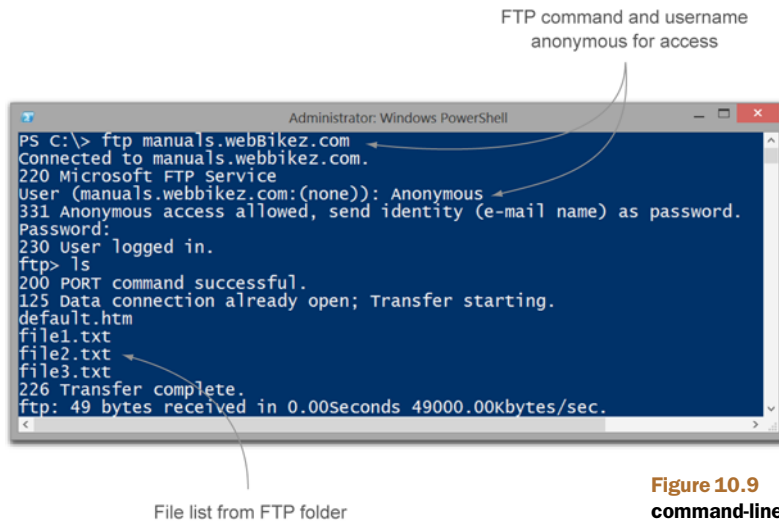 FTP command and username
anonymous for access
Administrator: Windows PowerShell
PS C:\> ftp manuals.webBikez.com
Connected to manuals.webbikez.com.
220 Microsoft FTP Service
User (manuals.webbikez.com:(none)): Anonymous
331 Anonymous access allowed, send identity (e-mail name) as password.
Password:
230 User logged in.
ftp> ls
200 PORT command successful.
125 Data connection already open; Transfer starting.
default.htm
file1.txt
file2.txt
file3.txt
226 Transfer complete.
ftp: 49 bytes received in 0.00Seconds 49000.00Kbytes/sec.
File list from FTP folder
Figure 10.9
command-line